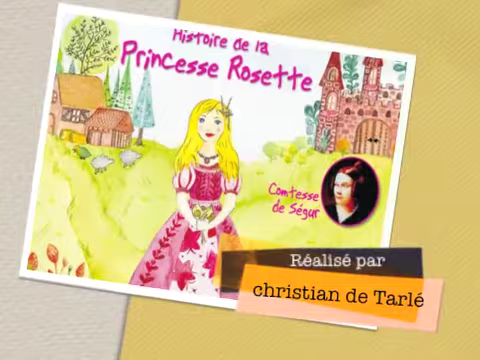 Histoire de la
Princesse Rosette
Comtesse
de Ségur
Réalisé par
christian de Tarlé